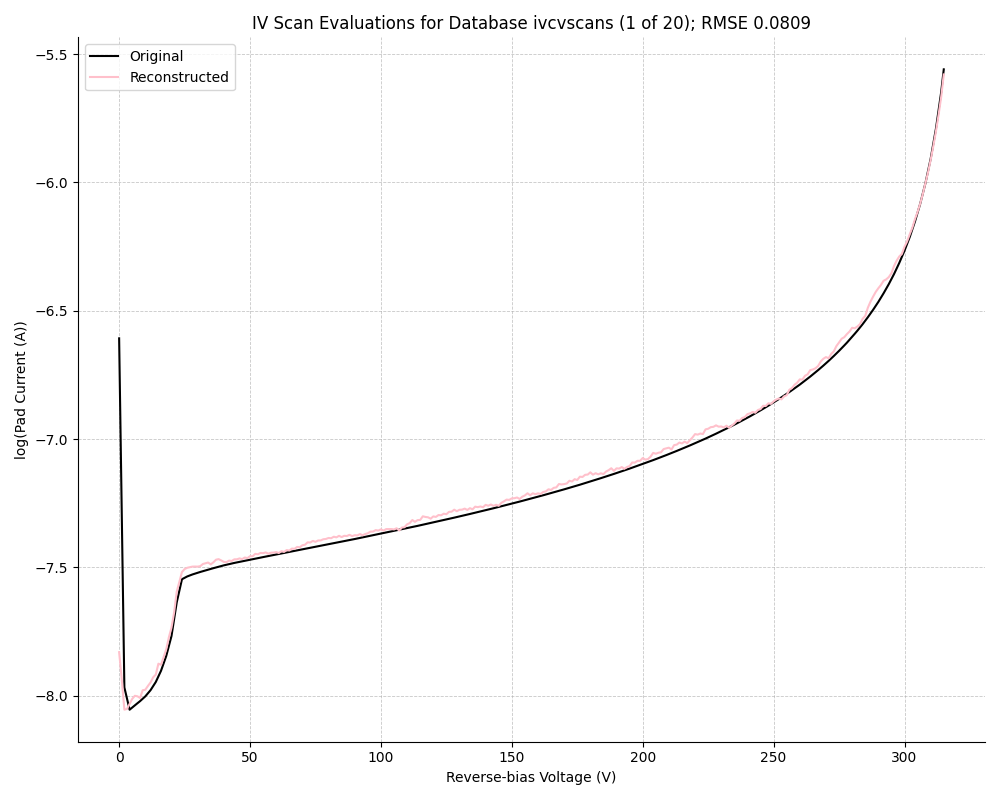 IV Scan Evaluations for Database ivcvscans (1 of 20); RMSE 0.0809
Original
Reconstructed
−5.5
−6.0
−6.5
−7.0
−7.5
−8.0
log(Pad Current (A))
0
50
100
150
200
250
300
Reverse-bias Voltage (V)